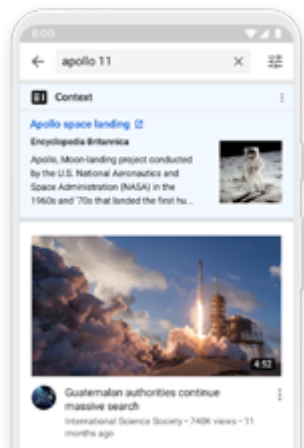 6:00
apollo 11
Context
Apollo space landing
Encyclopedia Britannica
Apollo, Moon-landing project conducted
by the U.S. National Aeronautics and
Space Administration (NASA) in the
1960s and '70s that landed the first hu...
4:52
Guatemalan authorities continue
massive search
International Science Society • 748K views • 11
months ago